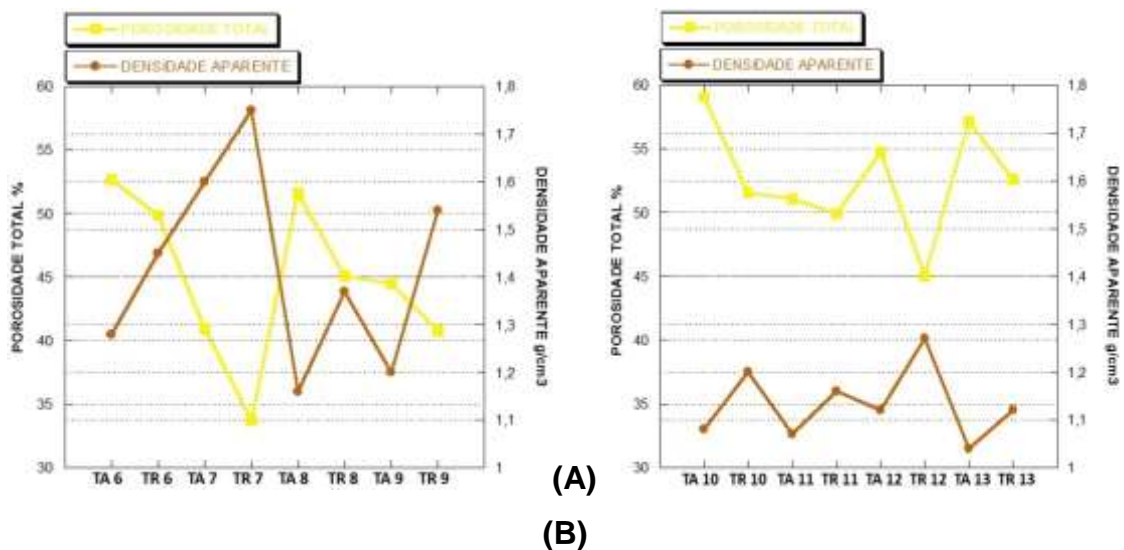 POROSIDADE TOTAL
DENSIDADE APARENTE
60
55
50
45
40
35
30
POROSIDADE TOTAL %
1,8
1,7
1,6
1,5
1,4
1,3
1,2
1,1
1
DENSIDADE APARENTE g/cm3
TA 6 TR 6 TA 7 TR 7 TA 8 TR 8 TA 9 TR 9
POROSIDADE TOTAL
DENSIDADE APARENTE
60
55
50
45
40
35
30
POROSIDADE TOTAL %
1,8
1,7
1,6
1,5
1,4
1,3
1,2
1,1
1
DENSIDADE APARENTE g/cm3
TA 10 TR 10 TA 11 TR 11 TA 12 TR 12 TA 13 TR 13
(A)
(B)